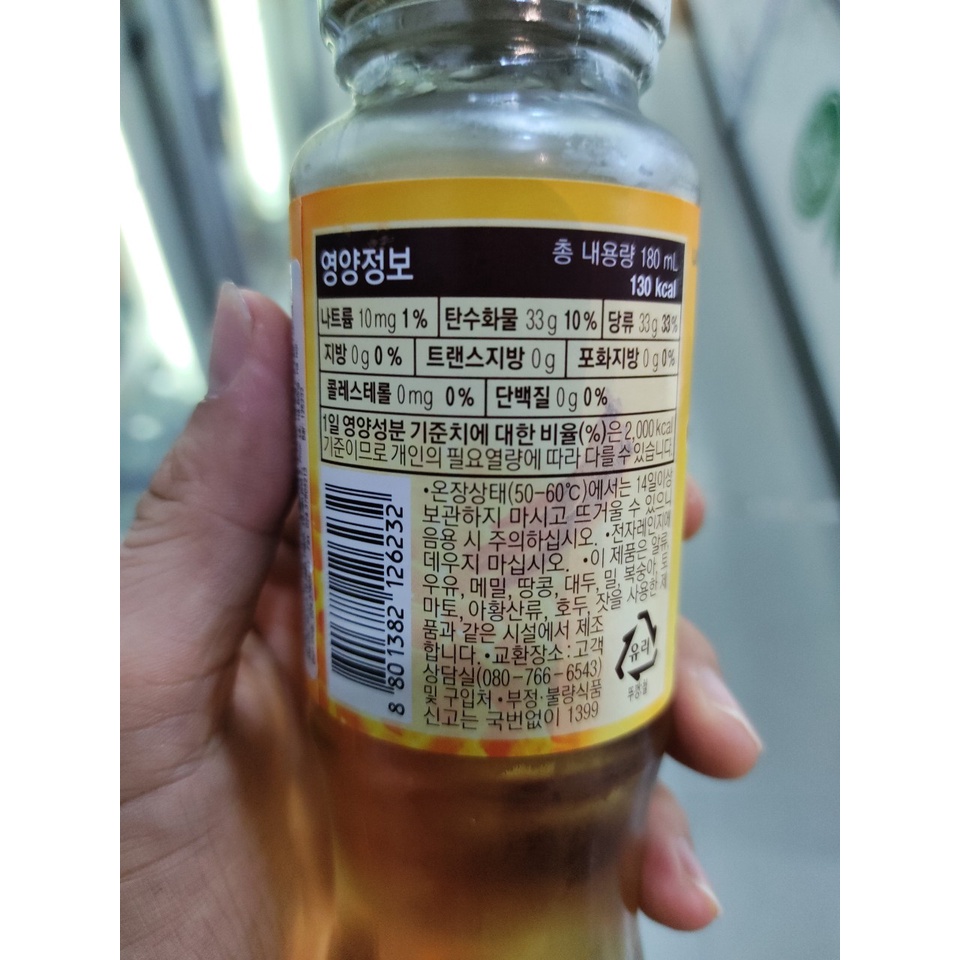 영양정보
총 내용량 180 mL
130 kcal
나트륨 10mg 1% 탄수화물 33g 10% 당류 33g 33%
지방 0g 0% 트랜스지방 0g 포화지방 0g 0%
콜레스테롤 0mg 0% 단백질 0g 0%
1일 영양성분 기준치에 대한 비율(%)은 2,000 kcal
기준이므로 개인의 필요 열량에 따라 다를 수 있습니다.
•온장상태(50-60℃)에서는 14일이상
보관하지 마시고 뜨거울 수 있으니
음용 시 주의하십시오. •전자레인지에
데우지 마십시오. •이 제품은 알류,
우유, 메밀, 땅콩, 대두, 밀, 복숭아, 토
마토, 아황산류, 호두, 잣을 사용한 제
품과 같은 시설에서 제조
합니다. •교환장소:고객
상담실(080-766-6543)
및 구입처 •부정·불량식품
신고는 국번없이 1399
유리
8 801382 126232